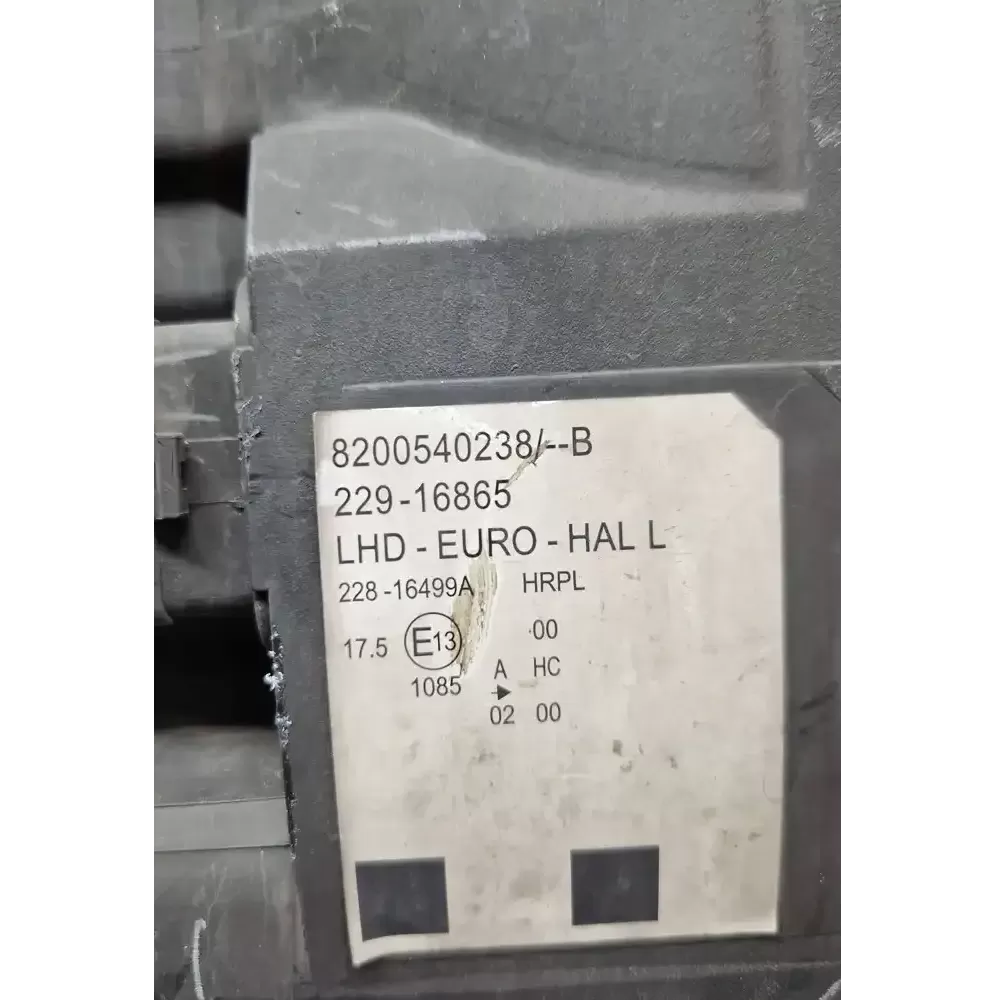 8200540238/--B
229-16865
LHD - EURO - HAL L
228-16499A HRPL
17.5 E13 00
1085 A HC
02 00